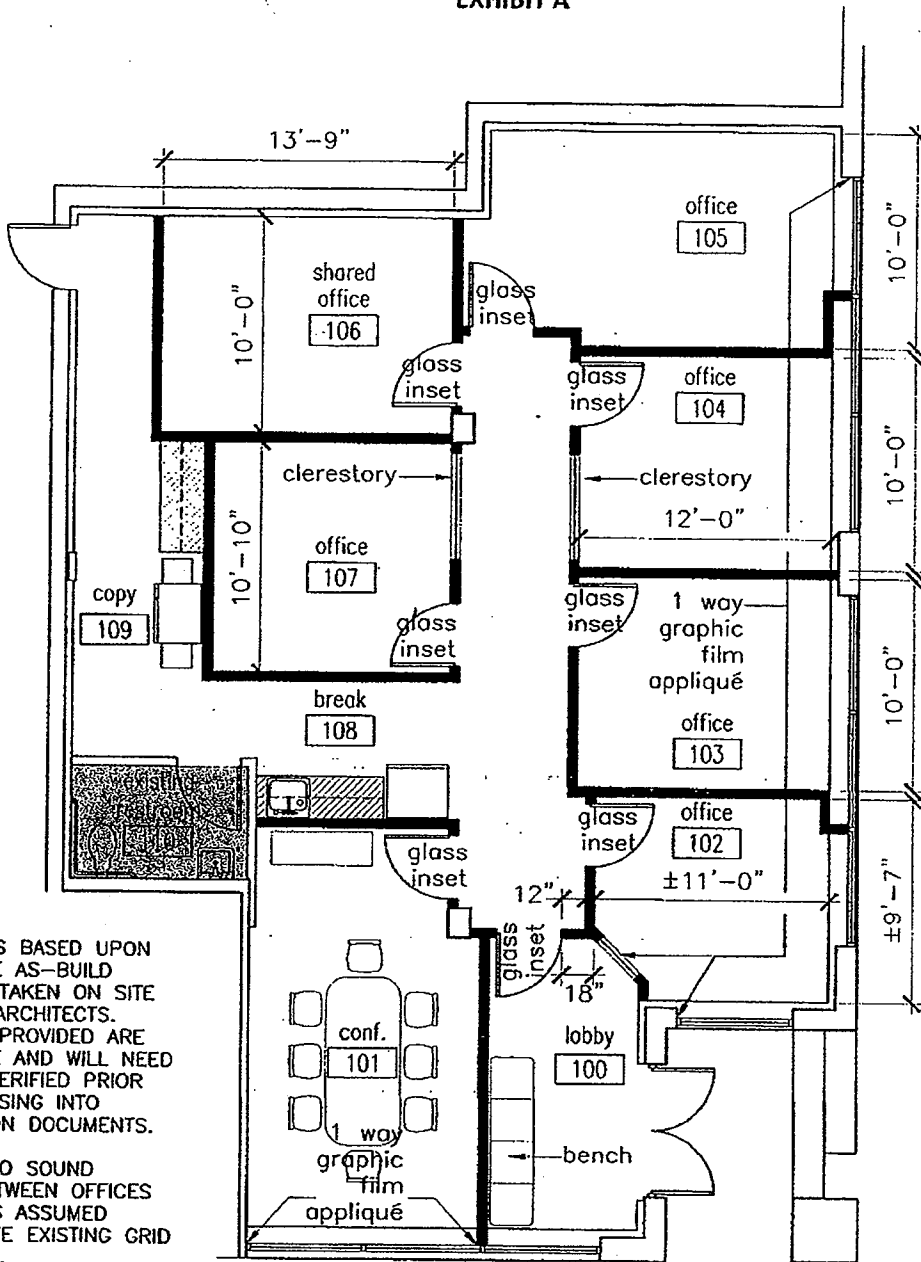 EXHIBIT A
13'-9"
office
105
10'-0"
shared
office
106
10'-0"
glass
inset
glass
inset
glass
inset
office
104
10'-0"
clerestory
clerestory
12'-0"
office
107
10'-10"
copy
109
glass
inset
glass
inset
1 way
graphic
film
appliqué
10'-0"
office
103
break
108
existing
glass
inset
office
102
glass
inset
±11'-0"
±9'-7"
12"
glass
inset
18"
S BASED UPON
E AS-BUILD
TAKEN ON SITE
ARCHITECTS.
PROVIDED ARE
E AND WILL NEED
ERIFIED PRIOR
SING INTO
N DOCUMENTS.
O SOUND
TWEEN OFFICES
S ASSUMED
TE EXISTING GRID
conf.
101
lobby
100
1 way
graphic
film
appliqué
bench